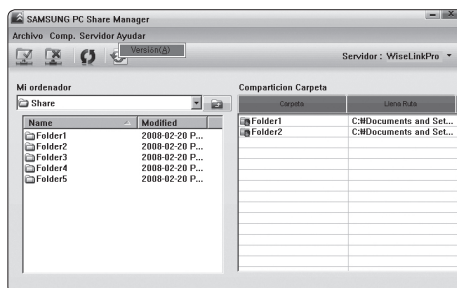 SAMSUNG PC Share Manager
Archivo Comp. Servidor Ayudar
Versión(A)
Servidor : WiseLinkPro
Mi ordenador
Share
Name Modified
Folder1 2008-02-20 P...
Folder2 2008-02-20 P...
Folder3 2008-02-20 P...
Folder4 2008-02-20 P...
Folder5 2008-02-20 P...
Comparticion Carpeta
Carpeta Llena Ruta
Folder1 C:₩Documents and Set...
Folder2 C:₩Documents and Set...